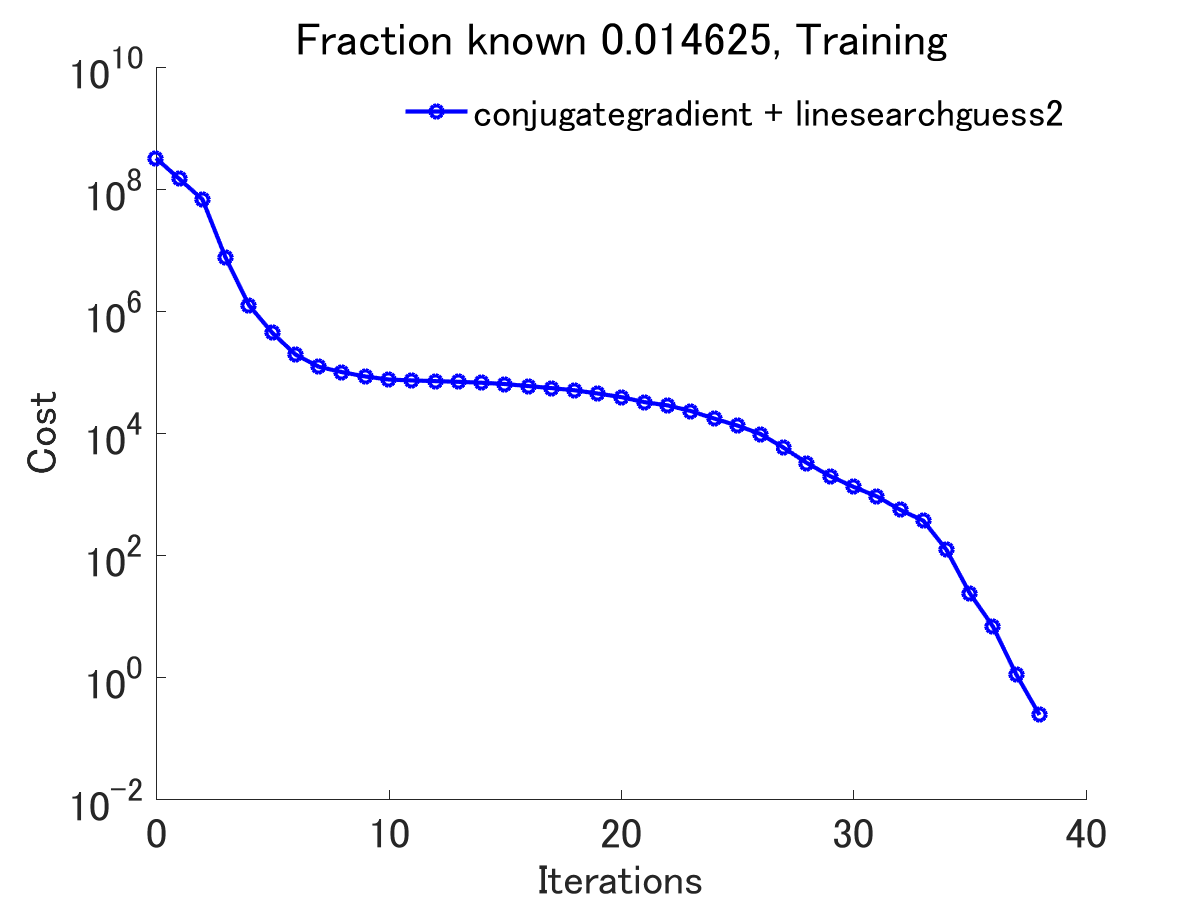 Fraction known 0.014625, Training
conjugategradient + linesearchguess2
10^10
10^8
10^6
10^4
10^2
10^0
10^-2
Cost
0 10 20 30 40
Iterations